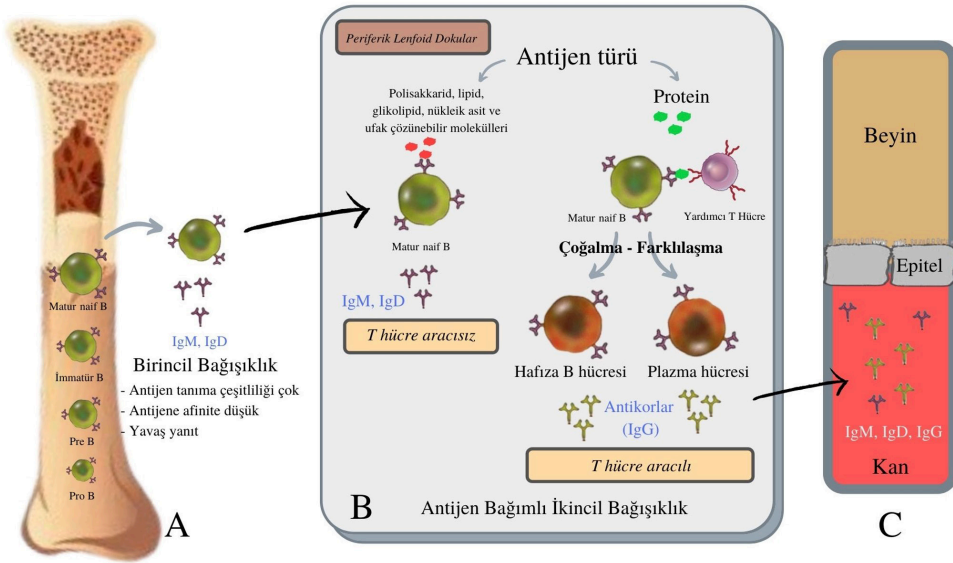 Matur naif B
İmmatür B
Pre B
Pro B
IgM, IgD
Birincil Bağışıklık
- Antijen tanıma çeşitliliği çok
- Antijene afinite düşük
- Yavaş yanıt
A
Periferik Lenfoid Dokular
Antijen türü
Polisakkarid, lipid,
glikolipid, nükleik asit ve
ufak çözünebilir molekülleri
Protein
Matur naif B
IgM, IgD
T hücre aracısız
Matur naif B
Yardımcı T Hücre
Çoğalma - Farklılaşma
Hafıza B hücresi
Plazma hücresi
Antikorlar
(IgG)
T hücre aracılı
B
Antijen Bağımlı İkincil Bağışıklık
Beyin
Epitel
IgM, IgD, IgG
Kan
C